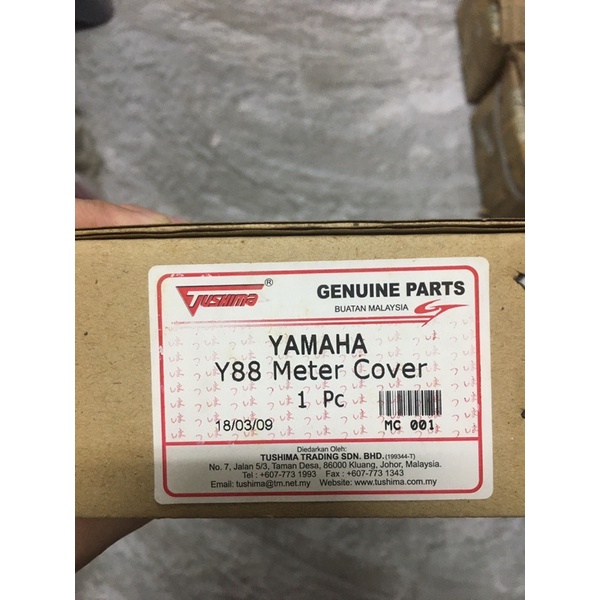 TUSHIMA ®
GENUINE PARTS
BUATAN MALAYSIA
YAMAHA
Y88 Meter Cover
1 Pc
18/03/09
MC 001
Diedarkan Oleh:
TUSHIMA TRADING SDN. BHD. (199344-T)
No. 7, Jalan 5/3, Taman Desa, 86000 Kluang, Johor, Malaysia.
Tel : +607-773 1993 Fax : +607-773 1343
Email: tushima@tm.net.my Website: www.tushima.com.my